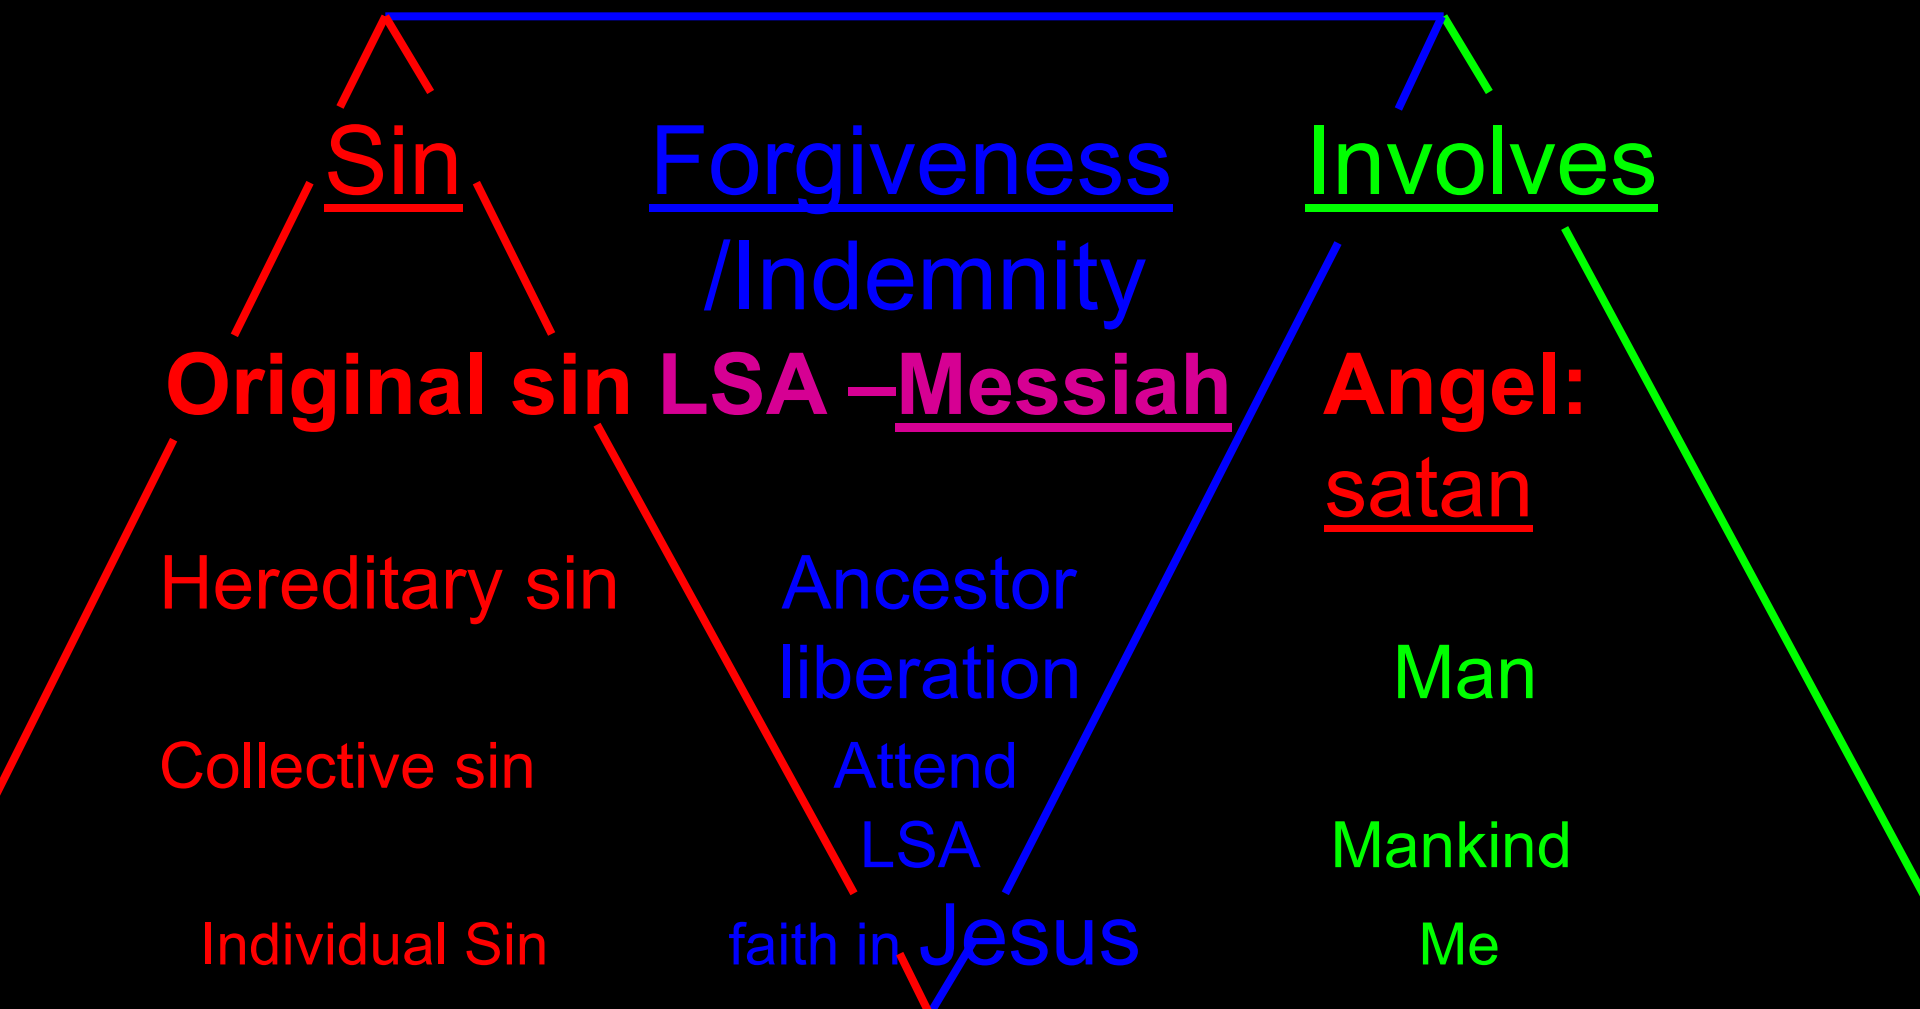 Sin Forgiveness Involves
/Indemnity
Original sin LSA –Messiah Angel:
satan
Hereditary sin Ancestor
liberation Man
Collective sin Attend
LSA Mankind
Individual Sin faith in Jesus Me